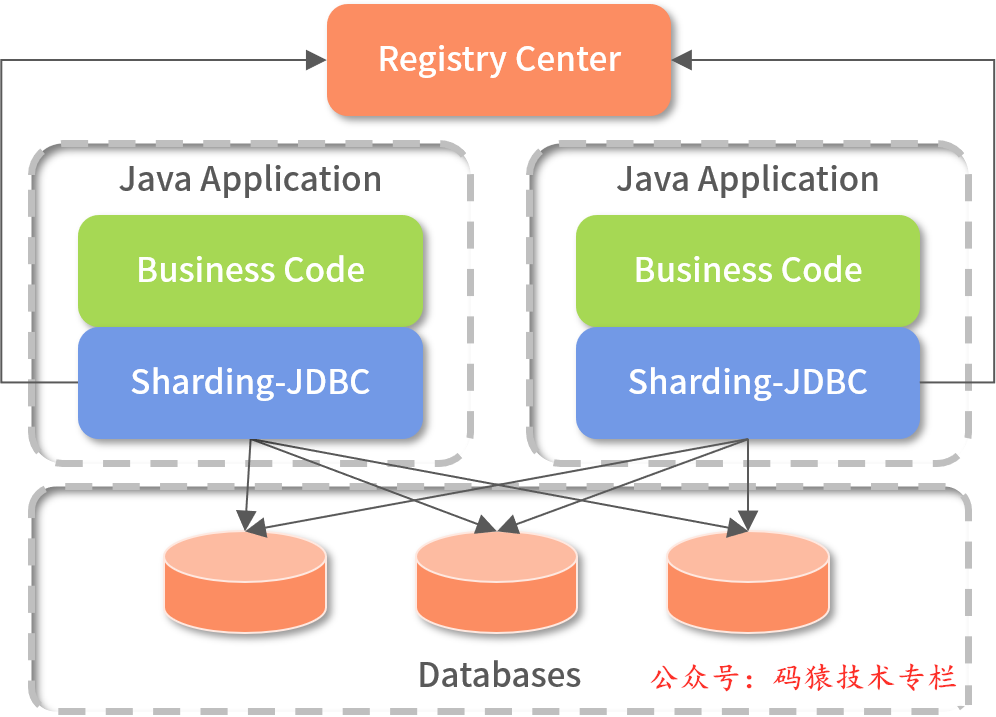 Registry Center
Java Application
Java Application
Business Code
Business Code
Sharding-JDBC
Sharding-JDBC
Databases
公众号：码猿技术专栏